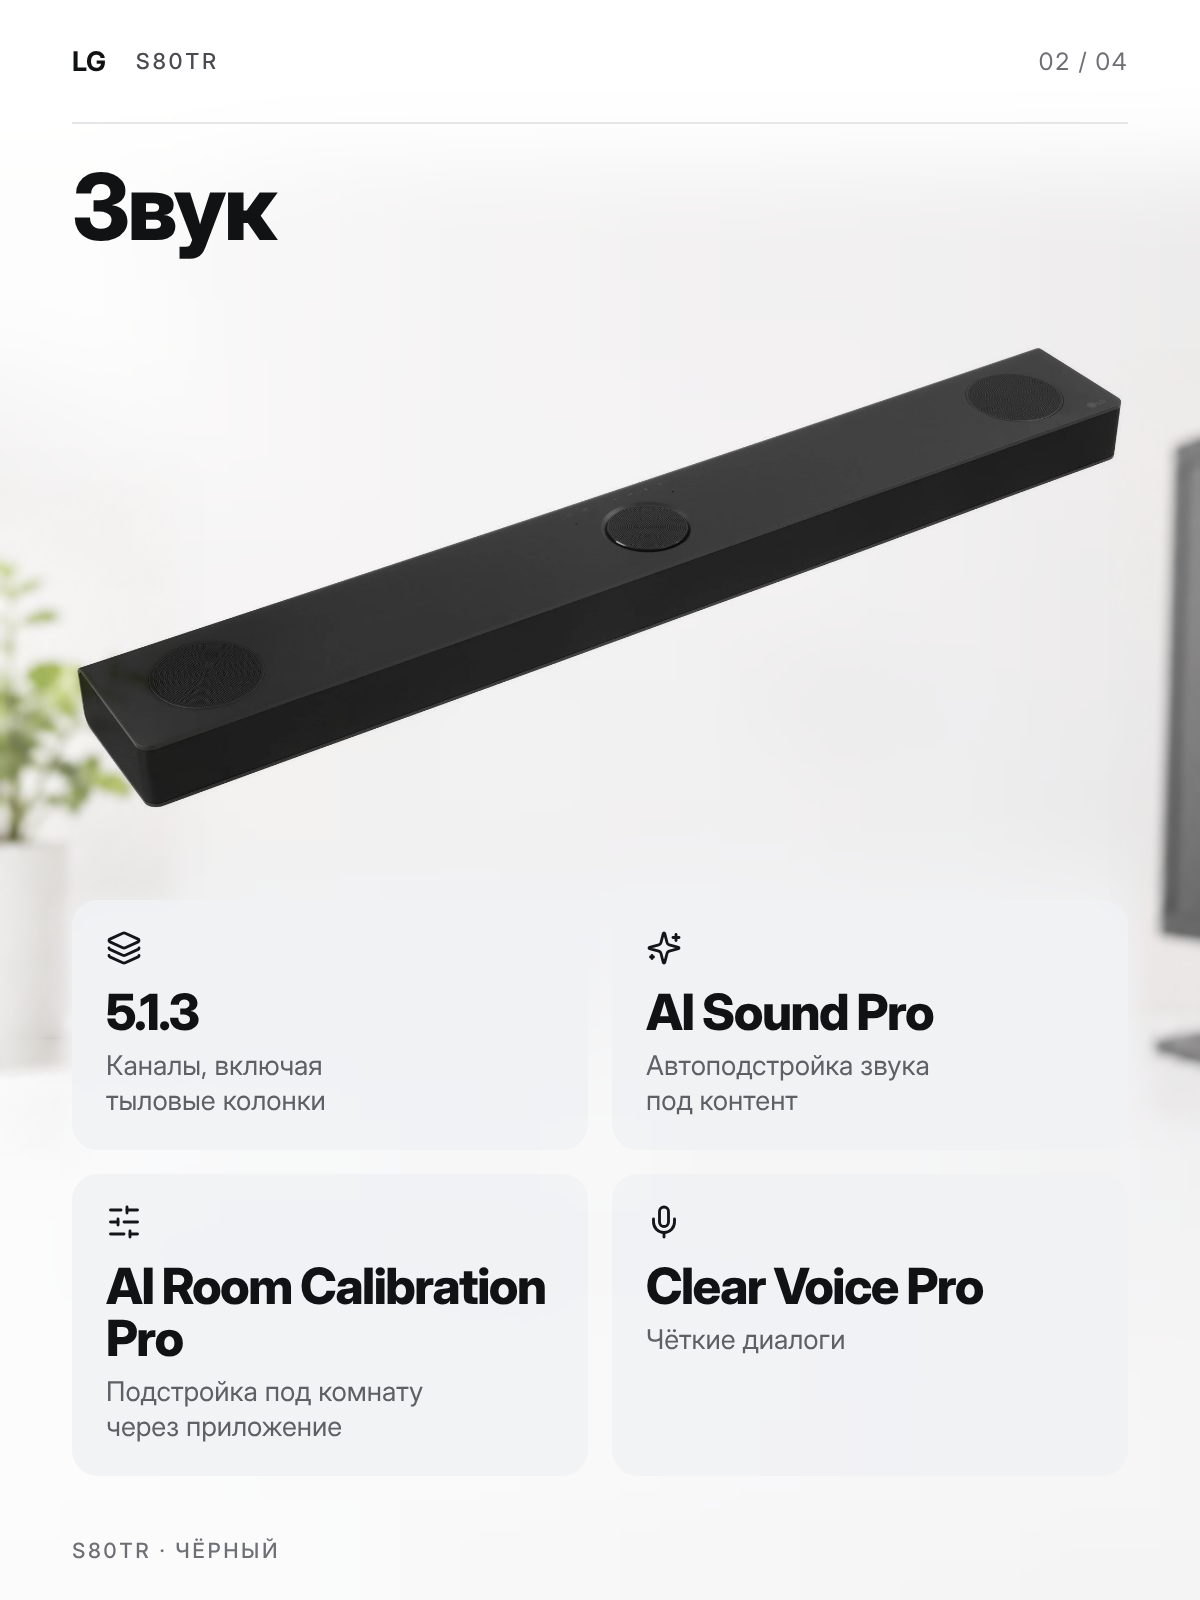 LG S80TR 02 / 04
Звук
5.1.3
Каналы, включая
тыловые колонки
AI Sound Pro
Автоподстройка звука
под контент
AI Room Calibration
Pro
Подстройка под комнату
через приложение
Clear Voice Pro
Чёткие диалоги
S80TR · ЧЁРНЫЙ